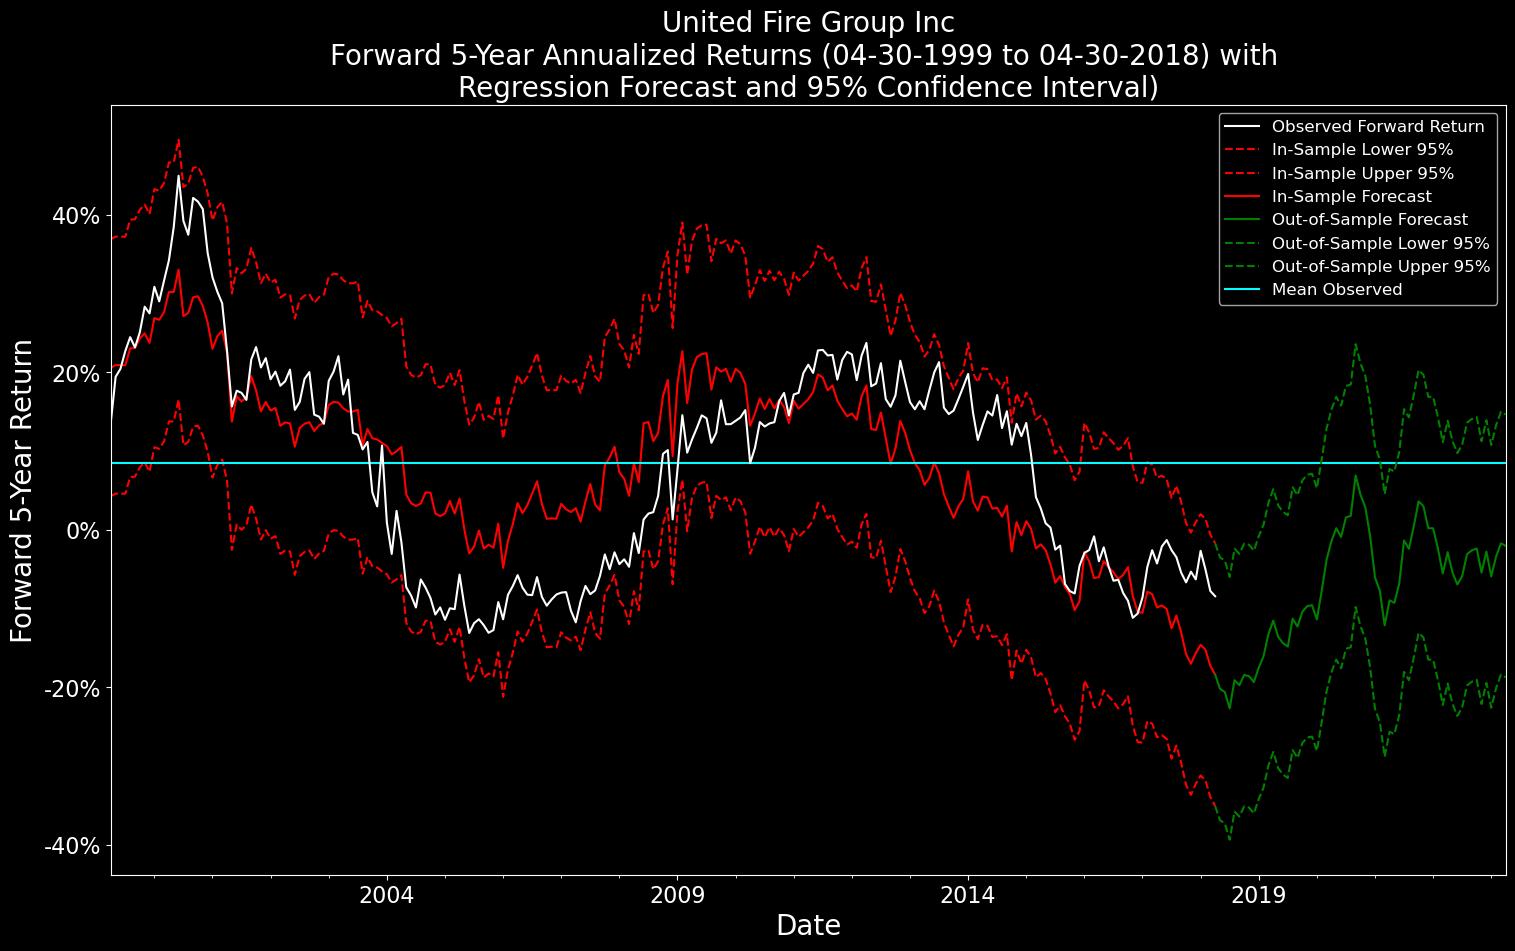 United Fire Group Inc
Forward 5-Year Annualized Returns (04-30-1999 to 04-30-2018) with
Regression Forecast and 95% Confidence Interval)
Observed Forward Return
In-Sample Lower 95%
In-Sample Upper 95%
In-Sample Forecast
Out-of-Sample Forecast
Out-of-Sample Lower 95%
Out-of-Sample Upper 95%
Mean Observed
Forward 5-Year Return
40%
20%
0%
-20%
-40%
2004
2009
2014
2019
Date